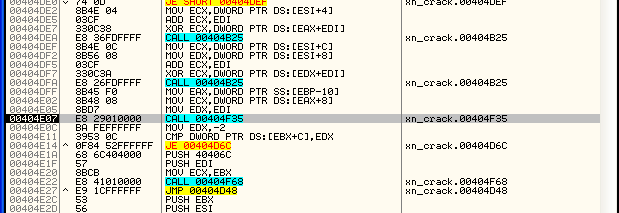 00404DE0 74 0D JE SHORT 00404DEF xn_crack.00404DEF
00404DE2 8B4E 04 MOV ECX,DWORD PTR DS:[ESI+4]
00404DE5 03CF ADD ECX,EDI
00404DE7 330C38 XOR ECX,DWORD PTR DS:[EAX+EDI]
00404DEA E8 36FDFFFF CALL 00404B25 xn_crack.00404B25
00404DEF 8B4E 0C MOV ECX,DWORD PTR DS:[ESI+C]
00404DF2 8B56 08 MOV EDX,DWORD PTR DS:[ESI+8]
00404DF5 03CF ADD ECX,EDI
00404DF7 330C3A XOR ECX,DWORD PTR DS:[EDX+EDI]
00404DFA E8 26FDFFFF CALL 00404B25 xn_crack.00404B25
00404DFF 8B45 F0 MOV EAX,DWORD PTR SS:[EBP-10]
00404E02 8B48 08 MOV ECX,DWORD PTR DS:[EAX+8]
00404E05 8BD7 MOV EDX,EDI
00404E07 E8 29010000 CALL 00404F35 xn_crack.00404F35
00404E0C BA FEFFFFFF MOV EDX,-2
00404E11 3953 0C CMP DWORD PTR DS:[EBX+C],EDX
00404E14 ^ 0F84 52FFFFFF JE 00404D6C xn_crack.00404D6C
00404E1A 68 6C404000 PUSH 40406C
00404E1F 57 PUSH EDI
00404E20 8BCB MOV ECX,EBX
00404E22 E8 41010000 CALL 00404F68 xn_crack.00404F68
00404E27 ^ E9 1CFFFFFF JMP 00404D48 xn_crack.00404D48
00404E2C 53 PUSH EBX
00404E2D 56 PUSH ESI